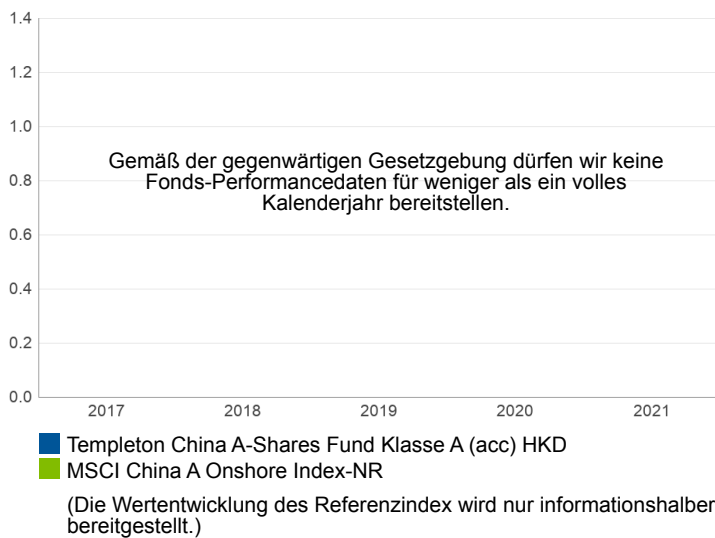 1.4
1.2
1.0
0.8
0.6
0.4
0.2
0.0
Gemäß der gegenwärtigen Gesetzgebung dürfen wir keine
Fonds-Performancedaten für weniger als ein volles
Kalenderjahr bereitstellen.
2017 2018 2019 2020 2021
Templeton China A-Shares Fund Klasse A (acc) HKD
MSCI China A Onshore Index-NR
(Die Wertentwicklung des Referenzindex wird nur informationshalber
bereitgestellt.)